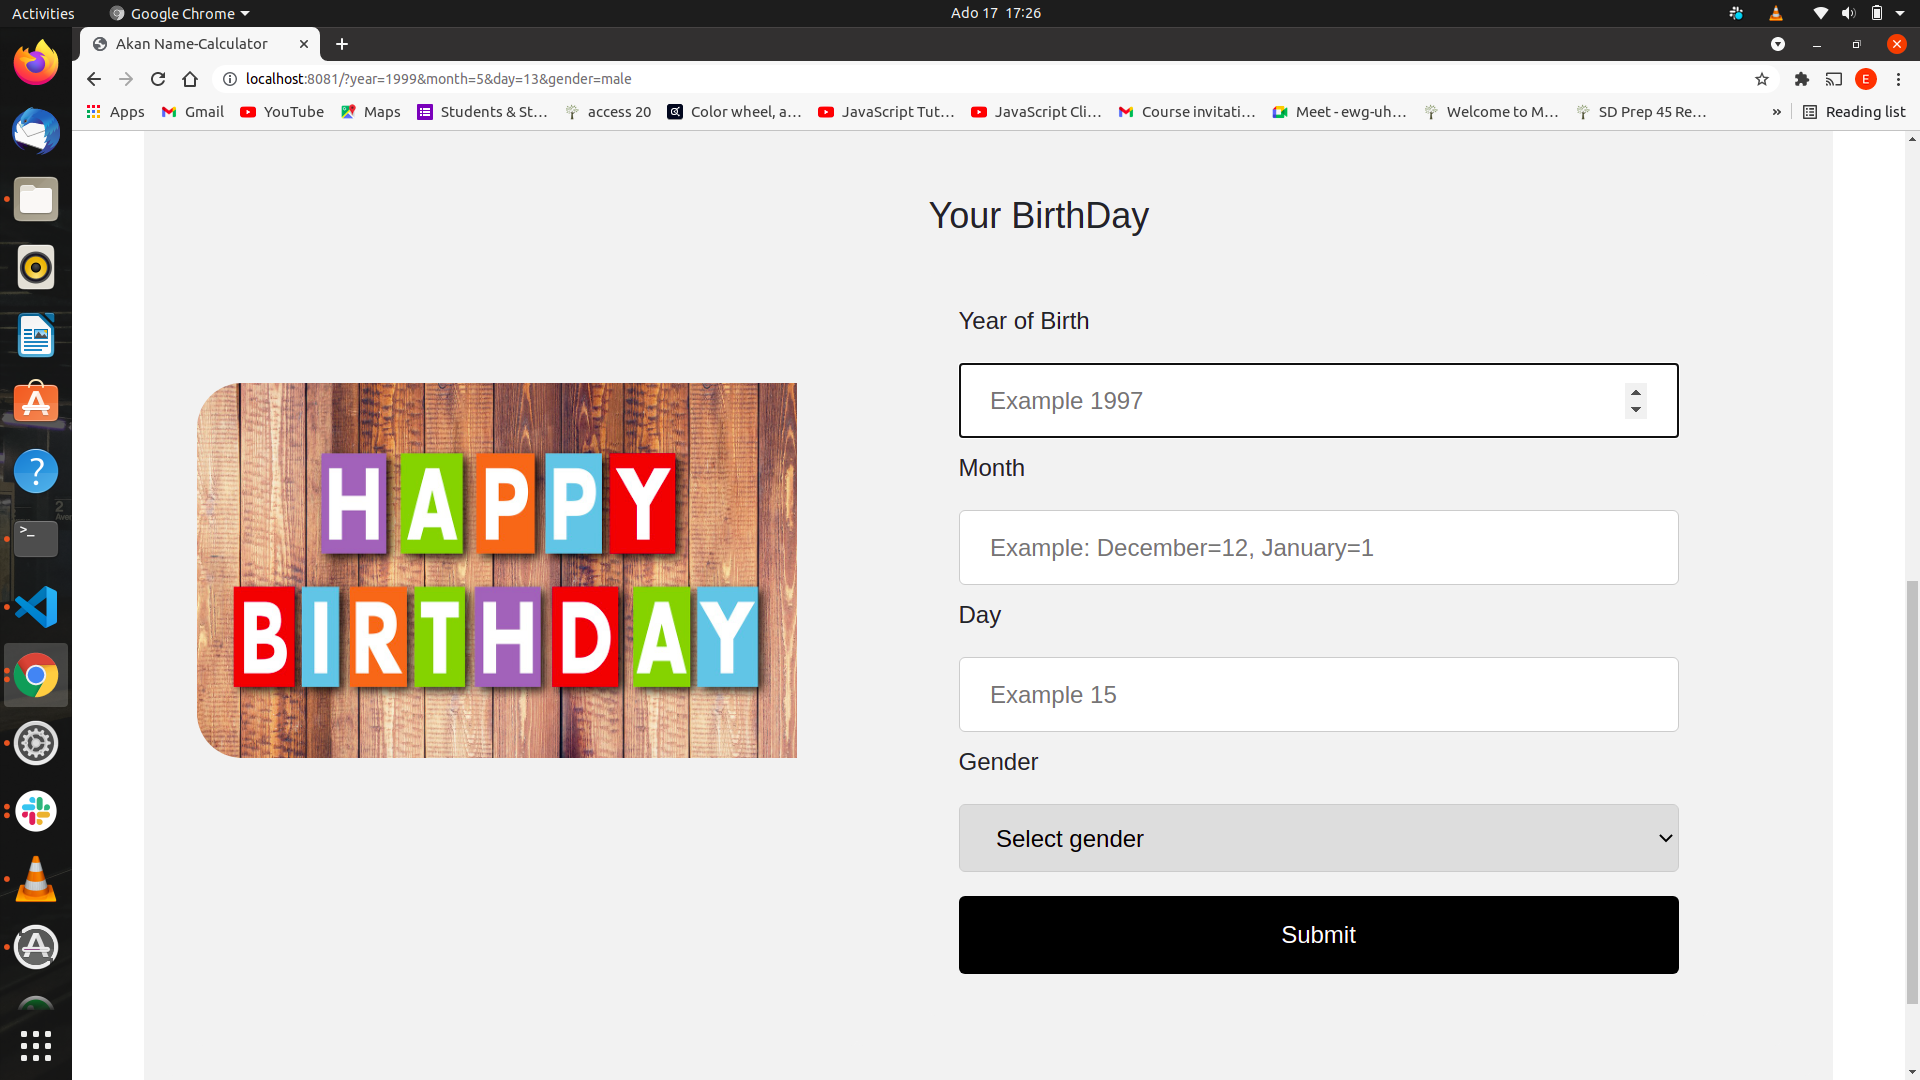 Activities Google Chrome Ado 17 17:26
Akan Name-Calculator
localhost:8081/?year=1999&month=5&day=13&gender=male E
Apps Gmail YouTube Maps Students & St… access 20 Color wheel, a… JavaScript Tut… JavaScript Cli… Course invitati… Meet - ewg-uh… Welcome to M… SD Prep 45 Re… » Reading list
Your BirthDay
Year of Birth
Example 1997
Month
Example: December=12, January=1
Day
Example 15
Gender
Select gender
Submit
HAPPY
BIRTHDAY